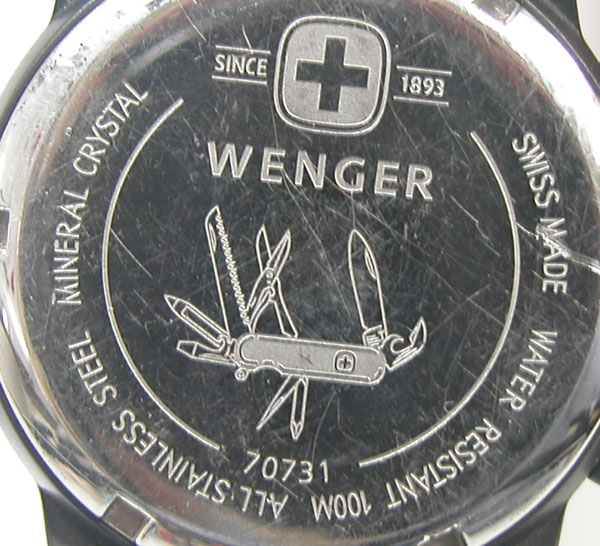 SINCE 1893
WENGER
70731
SWISS MADE WATER RESISTANT 100M ALL STAINLESS STEEL MINERAL CRYSTAL